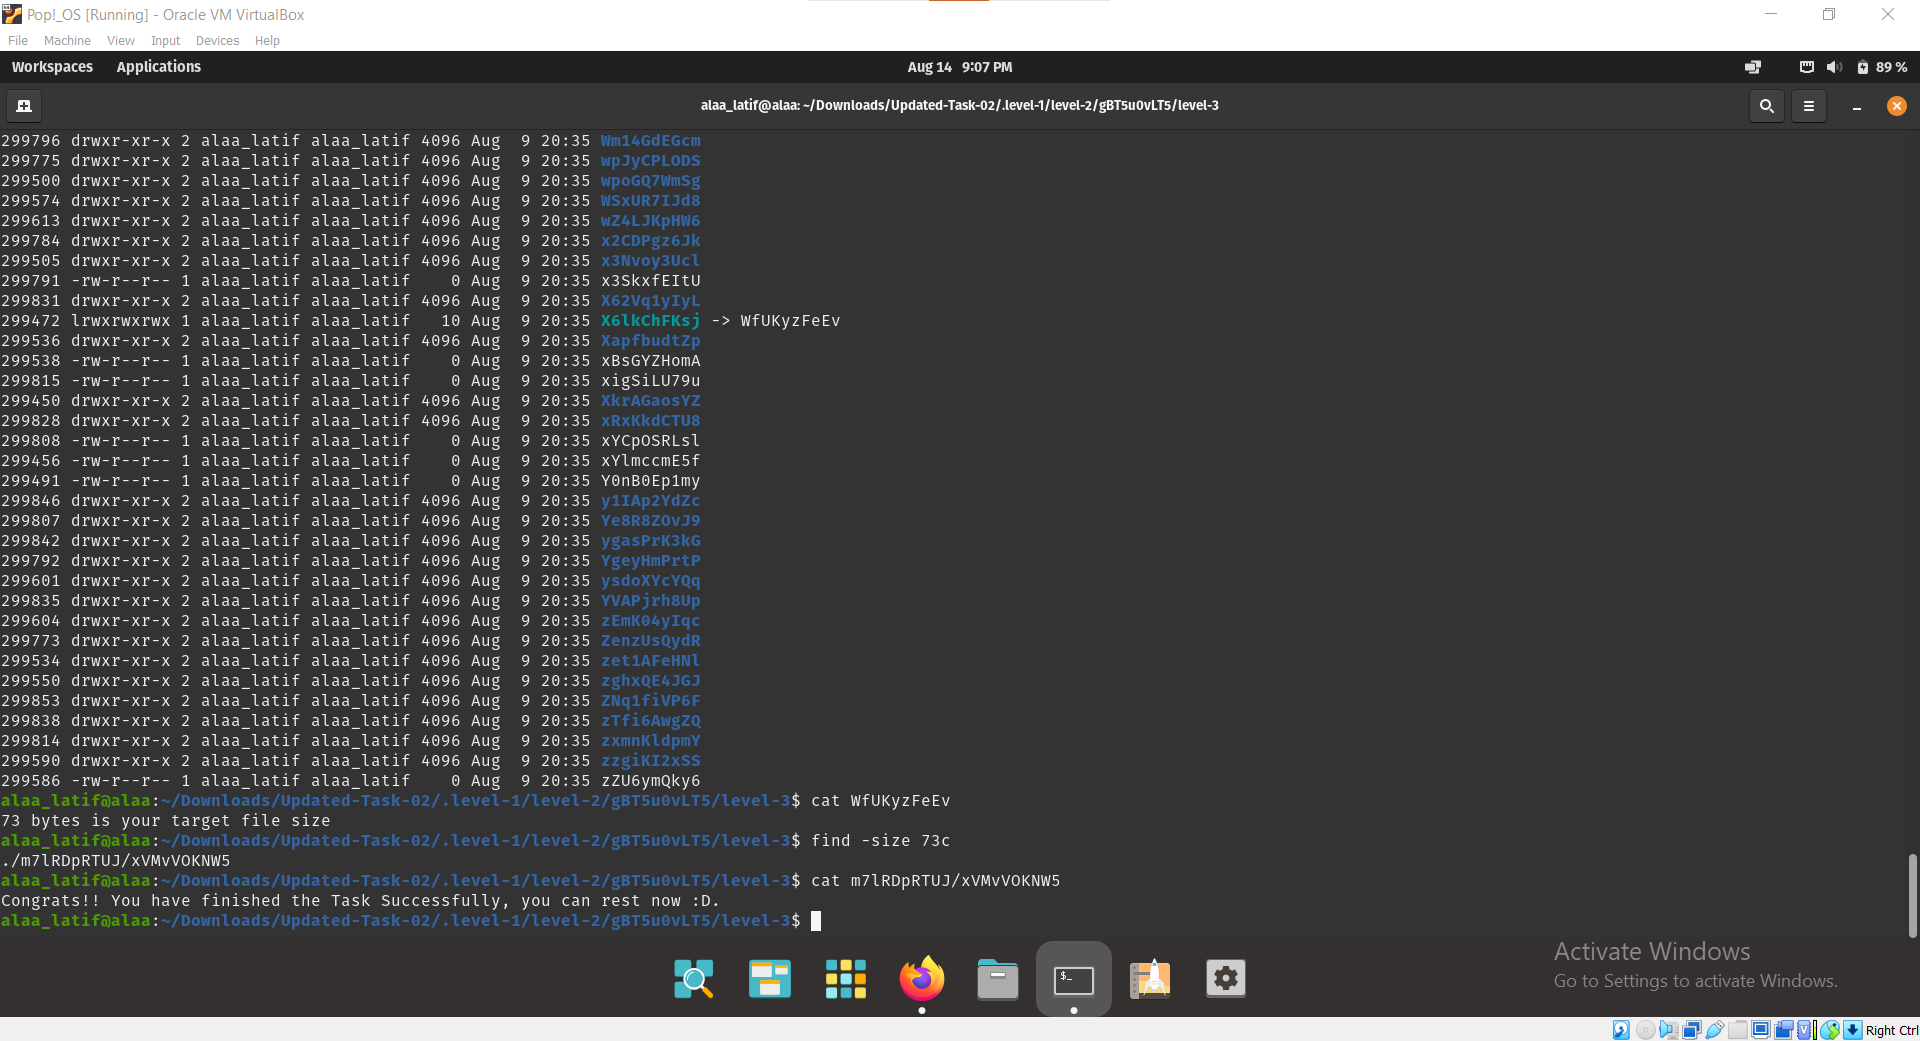 Pop!_OS [Running] - Oracle VM VirtualBox
File Machine View Input Devices Help
Workspaces Applications Aug 14 9:07 PM 89 %
alaa_latif@alaa: ~/Downloads/Updated-Task-02/.level-1/level-2/gBT5u0vLT5/level-3
299796 drwxr-xr-x 2 alaa_latif alaa_latif 4096 Aug 9 20:35 Wm14GdEGcm
299775 drwxr-xr-x 2 alaa_latif alaa_latif 4096 Aug 9 20:35 wpJyCPLODS
299500 drwxr-xr-x 2 alaa_latif alaa_latif 4096 Aug 9 20:35 wpoGQ7WmSg
299574 drwxr-xr-x 2 alaa_latif alaa_latif 4096 Aug 9 20:35 WSxUR7IJd8
299613 drwxr-xr-x 2 alaa_latif alaa_latif 4096 Aug 9 20:35 wZ4LJKpHW6
299784 drwxr-xr-x 2 alaa_latif alaa_latif 4096 Aug 9 20:35 x2CDPgz6Jk
299505 drwxr-xr-x 2 alaa_latif alaa_latif 4096 Aug 9 20:35 x3Nvoy3Ucl
299791 -rw-r--r-- 1 alaa_latif alaa_latif 0 Aug 9 20:35 x3SkxfEItU
299831 drwxr-xr-x 2 alaa_latif alaa_latif 4096 Aug 9 20:35 X62Vq1yIyL
299472 lrwxrwxrwx 1 alaa_latif alaa_latif 10 Aug 9 20:35 X6lkChFKsj -> WfUKyzFeEv
299536 drwxr-xr-x 2 alaa_latif alaa_latif 4096 Aug 9 20:35 XapfbudtZp
299538 -rw-r--r-- 1 alaa_latif alaa_latif 0 Aug 9 20:35 xBsGYZHomA
299815 -rw-r--r-- 1 alaa_latif alaa_latif 0 Aug 9 20:35 xigSiLU79u
299450 drwxr-xr-x 2 alaa_latif alaa_latif 4096 Aug 9 20:35 XkrAGaosYZ
299828 drwxr-xr-x 2 alaa_latif alaa_latif 4096 Aug 9 20:35 xRxKkdCTU8
299808 -rw-r--r-- 1 alaa_latif alaa_latif 0 Aug 9 20:35 xYCpOSRLsl
299456 -rw-r--r-- 1 alaa_latif alaa_latif 0 Aug 9 20:35 xYlmccmE5f
299491 -rw-r--r-- 1 alaa_latif alaa_latif 0 Aug 9 20:35 Y0nB0Ep1my
299846 drwxr-xr-x 2 alaa_latif alaa_latif 4096 Aug 9 20:35 y1IAp2YdZc
299807 drwxr-xr-x 2 alaa_latif alaa_latif 4096 Aug 9 20:35 Ye8R8ZOvJ9
299842 drwxr-xr-x 2 alaa_latif alaa_latif 4096 Aug 9 20:35 ygasPrK3kG
299792 drwxr-xr-x 2 alaa_latif alaa_latif 4096 Aug 9 20:35 YgeyHmPrtP
299601 drwxr-xr-x 2 alaa_latif alaa_latif 4096 Aug 9 20:35 ysdoXYcYQq
299835 drwxr-xr-x 2 alaa_latif alaa_latif 4096 Aug 9 20:35 YVAPjrh8Up
299604 drwxr-xr-x 2 alaa_latif alaa_latif 4096 Aug 9 20:35 zEmK04yIqc
299773 drwxr-xr-x 2 alaa_latif alaa_latif 4096 Aug 9 20:35 ZenzUsQydR
299534 drwxr-xr-x 2 alaa_latif alaa_latif 4096 Aug 9 20:35 zet1AFeHNl
299550 drwxr-xr-x 2 alaa_latif alaa_latif 4096 Aug 9 20:35 zghxQE4JGJ
299853 drwxr-xr-x 2 alaa_latif alaa_latif 4096 Aug 9 20:35 ZNq1fiVP6F
299838 drwxr-xr-x 2 alaa_latif alaa_latif 4096 Aug 9 20:35 zTfi6AwgZQ
299814 drwxr-xr-x 2 alaa_latif alaa_latif 4096 Aug 9 20:35 zxmnKldpmY
299590 drwxr-xr-x 2 alaa_latif alaa_latif 4096 Aug 9 20:35 zzgiKI2xSS
299586 -rw-r--r-- 1 alaa_latif alaa_latif 0 Aug 9 20:35 zZU6ymQky6
alaa_latif@alaa:~/Downloads/Updated-Task-02/.level-1/level-2/gBT5u0vLT5/level-3$ cat WfUKyzFeEv
73 bytes is your target file size
alaa_latif@alaa:~/Downloads/Updated-Task-02/.level-1/level-2/gBT5u0vLT5/level-3$ find -size 73c
./m7lRDpRTUJ/xVMvVOKNW5
alaa_latif@alaa:~/Downloads/Updated-Task-02/.level-1/level-2/gBT5u0vLT5/level-3$ cat m7lRDpRTUJ/xVMvVOKNW5
Congrats!! You have finished the Task Successfully, you can rest now :D.
alaa_latif@alaa:~/Downloads/Updated-Task-02/.level-1/level-2/gBT5u0vLT5/level-3$
Activate Windows
Go to Settings to activate Windows.
Right Ctrl